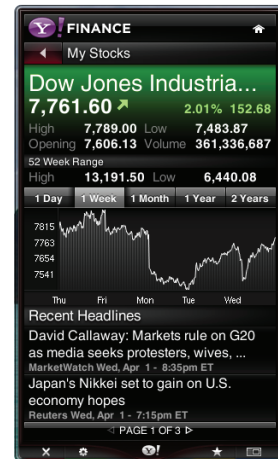 Y! FINANCE
My Stocks
Dow Jones Industria...
7,761.60 2.01% 152.68
High 7,789.00 Low 7,483.87
Opening 7,606.13 Volume 361,336,687
52 Week Range
High 13,191.50 Low 6,440.08
1 Day 1 Week 1 Month 1 Year 2 Years
7815
7763
7654
7541
Thu Fri Mon Tue Wed
Recent Headlines
David Callaway: Markets rule on G20
as media seeks protesters, wives, ...
MarketWatch Wed, Apr 1 - 8:35pm ET
Japan's Nikkei set to gain on U.S.
economy hopes
Reuters Wed, Apr 1 - 7:15pm ET
PAGE 1 OF 3
Y!